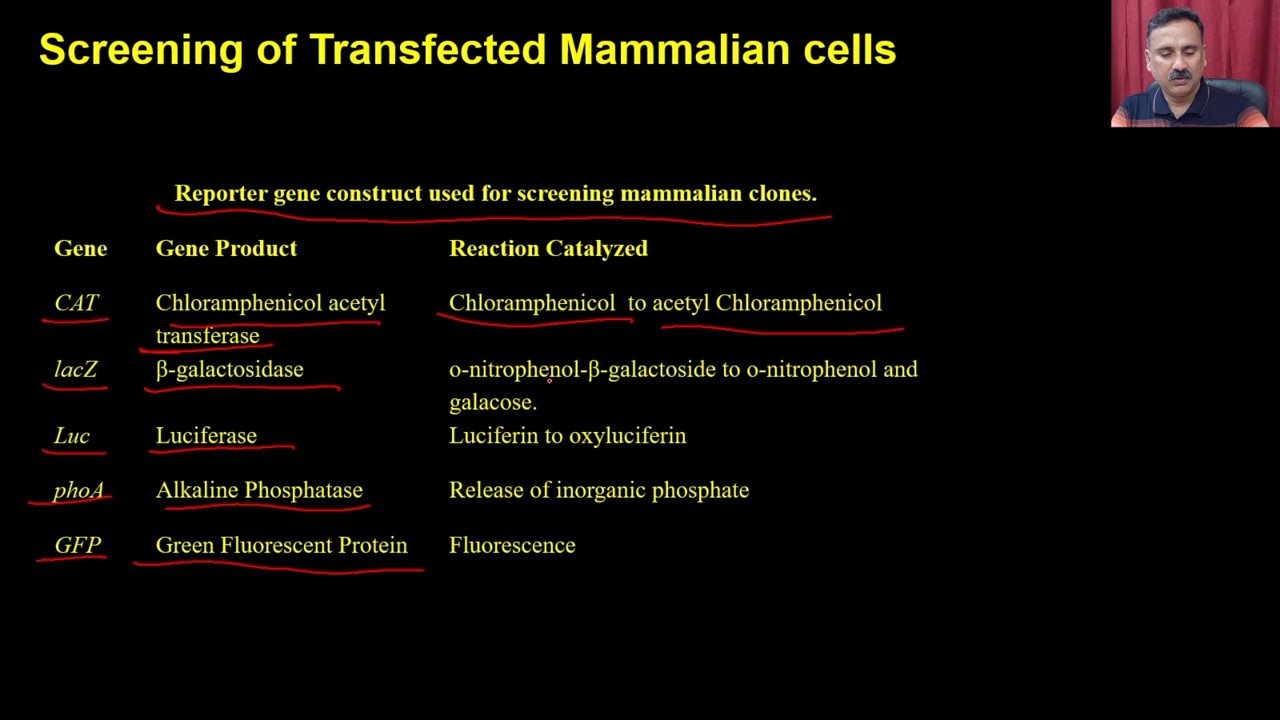 Screening of Transfected Mammalian cells
Reporter gene construct used for screening mammalian clones.
Gene Gene Product Reaction Catalyzed
CAT Chloramphenicol acetyl Chloramphenicol to acetyl Chloramphenicol
transferase
lacZ β-galactosidase o-nitrophenol-β-galactoside to o-nitrophenol and
galacose.
Luc Luciferase Luciferin to oxyluciferin
phoA Alkaline Phosphatase Release of inorganic phosphate
GFP Green Fluorescent Protein Fluorescence